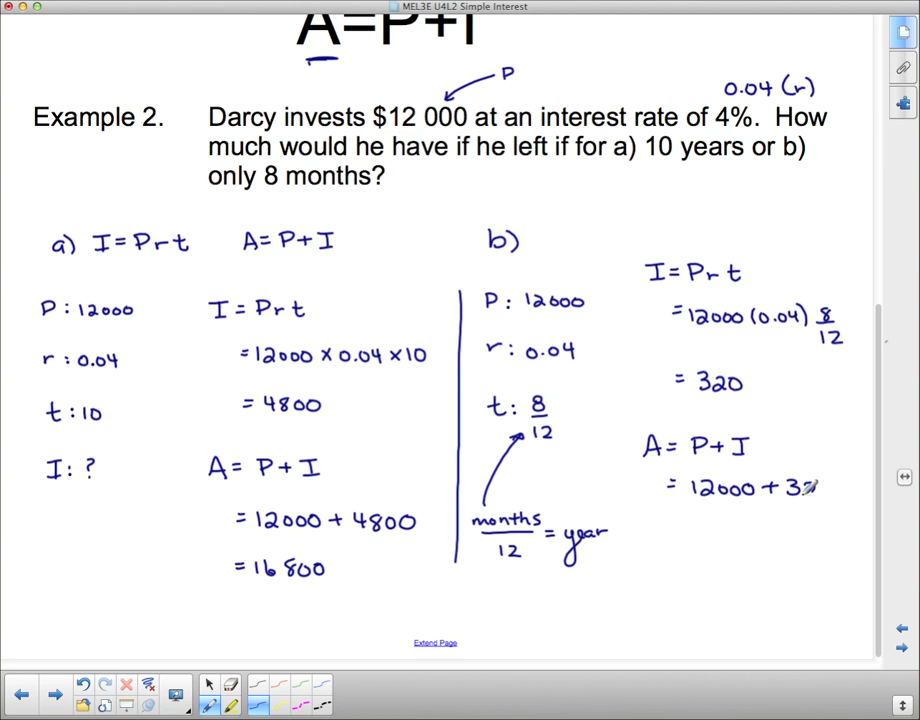 MEL3E U4L2 Simple Interest
A=P+I
P
0.04 (r)
Example 2. Darcy invests $12 000 at an interest rate of 4%. How
much would he have if he left if for a) 10 years or b)
only 8 months?
a) I = Prt A = P + I
P : 12000
r : 0.04
t : 10
I : ?
I = Prt
= 12000 x 0.04 x 10
= 4800
A = P + I
= 12000 + 4800
= 16 800
b)
P : 12000
r : 0.04
t : 8/12
months/12 = year
I = Prt
= 12000 (0.04) 8/12
= 320
A = P + I
= 12000 + 32
Extend Page